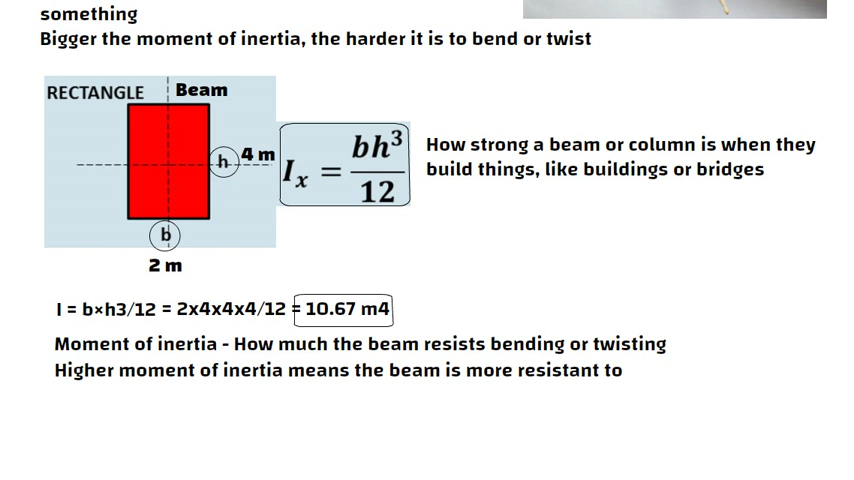 something
Bigger the moment of inertia, the harder it is to bend or twist
RECTANGLE
Beam
h
4 m
b
2 m
Iₓ = bh³/12
How strong a beam or column is when they
build things, like buildings or bridges
I = b×h3/12 = 2x4x4x4/12 = 10.67 m4
Moment of inertia - How much the beam resists bending or twisting
Higher moment of inertia means the beam is more resistant to